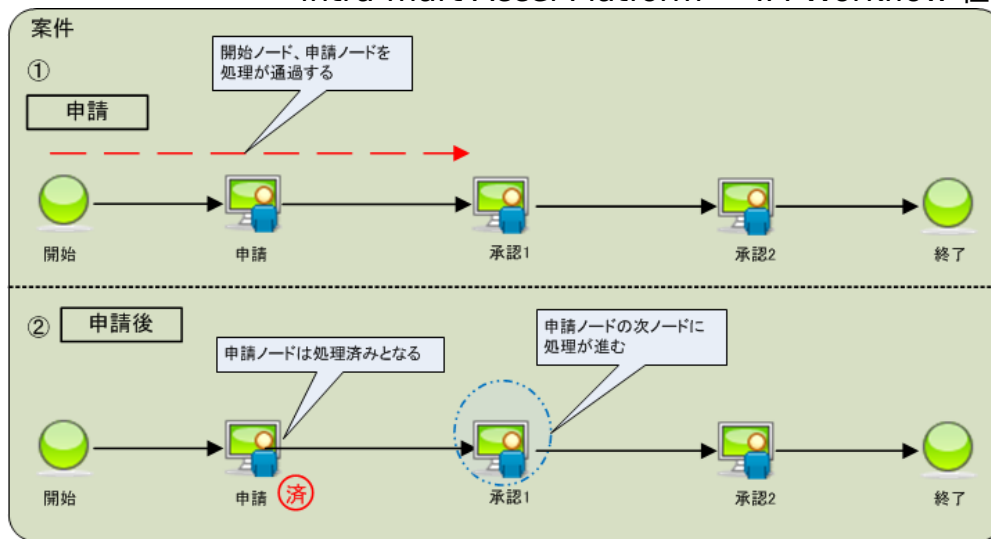 案件
①
申請
開始ノード、申請ノードを
処理が通過する
開始
申請
承認1
承認2
終了
②
申請後
申請ノードは処理済みとなる
申請ノードの次ノードに
処理が進む
開始
申請
済
承認1
承認2
終了